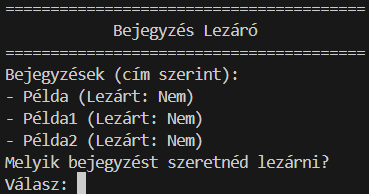 ========================================
Bejegyzés Lezáró
========================================
Bejegyzések (cím szerint):
- Példa (Lezárt: Nem)
- Példa1 (Lezárt: Nem)
- Példa2 (Lezárt: Nem)
Melyik bejegyzést szeretnéd lezárni?
Válasz: